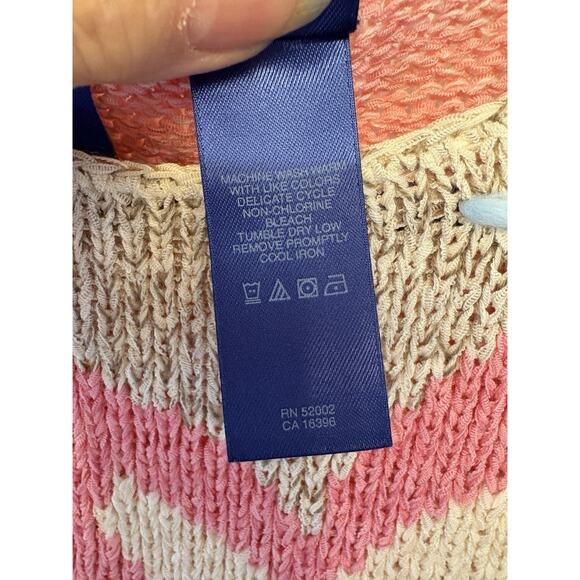 MACHINE WASH WARM
WITH LIKE COLORS
DELICATE CYCLE
NON-CHLORINE
BLEACH
TUMBLE DRY LOW
REMOVE PROMPTLY
COOL IRON
RN 52002
CA 16396